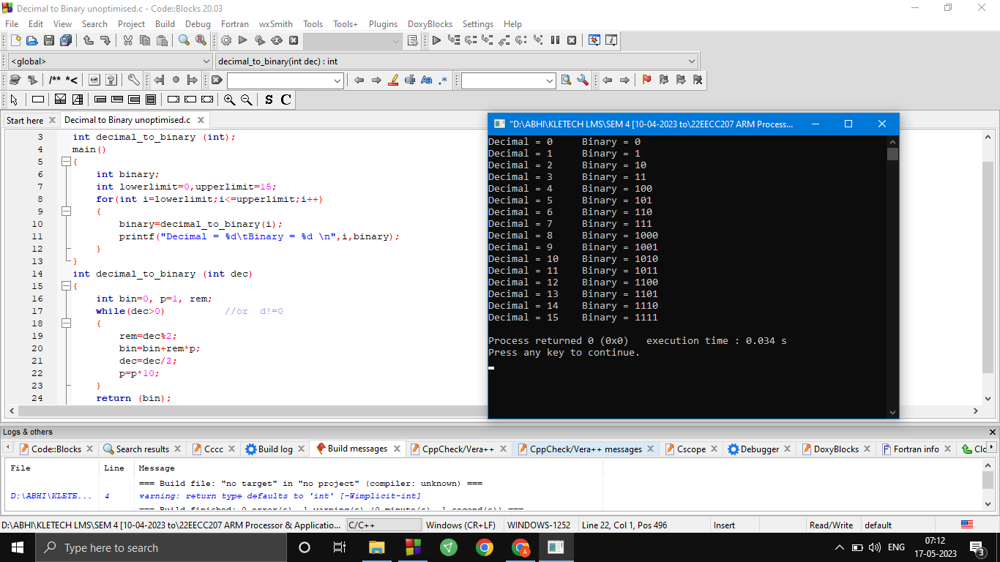 Decimal to Binary unoptimised.c - Code::Blocks 20.03
File Edit View Search Project Build Debug Fortran wxSmith Tools Tools+ Plugins DoxyBlocks Settings Help
<global> decimal_to_binary(int dec) : int
/** *< Aa .*
S C
Start here Decimal to Binary unoptimised.c
3 int decimal_to_binary (int);
4 main()
5 {
6 int binary;
7 int lowerlimit=0,upperlimit=15;
8 for(int i=lowerlimit;i<=upperlimit;i++)
9 {
10 binary=decimal_to_binary(i);
11 printf("Decimal = %d\tBinary = %d \n",i,binary);
12 }
13 }
14 int decimal_to_binary (int dec)
15 {
16 int bin=0, p=1, rem;
17 while(dec>0) //or d!=0
18 {
19 rem=dec%2;
20 bin=bin+rem*p;
21 dec=dec/2;
22 p=p*10;
23 }
24 return (bin);
"D:\ABHI\KLETECH LMS\SEM 4 [10-04-2023 to\22EECC207 ARM Process...
Decimal = 0 Binary = 0
Decimal = 1 Binary = 1
Decimal = 2 Binary = 10
Decimal = 3 Binary = 11
Decimal = 4 Binary = 100
Decimal = 5 Binary = 101
Decimal = 6 Binary = 110
Decimal = 7 Binary = 111
Decimal = 8 Binary = 1000
Decimal = 9 Binary = 1001
Decimal = 10 Binary = 1010
Decimal = 11 Binary = 1011
Decimal = 12 Binary = 1100
Decimal = 13 Binary = 1101
Decimal = 14 Binary = 1110
Decimal = 15 Binary = 1111
Process returned 0 (0x0) execution time : 0.034 s
Press any key to continue.
Logs & others
Code::Blocks Search results Cccc Build log Build messages CppCheck/Vera++ CppCheck/Vera++ messages Cscope Debugger DoxyBlocks Fortran info Clo
File Line Message
=== Build file: "no target" in "no project" (compiler: unknown) ===
D:\ABHI\KLETE... 4 warning: return type defaults to 'int' [-Wimplicit-int]
=== Build finished: 0 error(s), 1 warning(s) (0 minute(s), 1 second(s)) ===
D:\ABHI\KLETECH LMS\SEM 4 [10-04-2023 to\22EECC207 ARM Processor & Applicatio... C/C++ Windows (CR+LF) WINDOWS-1252 Line 22, Col 1, Pos 496 Insert Read/Write default
Type here to search
A
ENG
07:12
17-05-2023
3